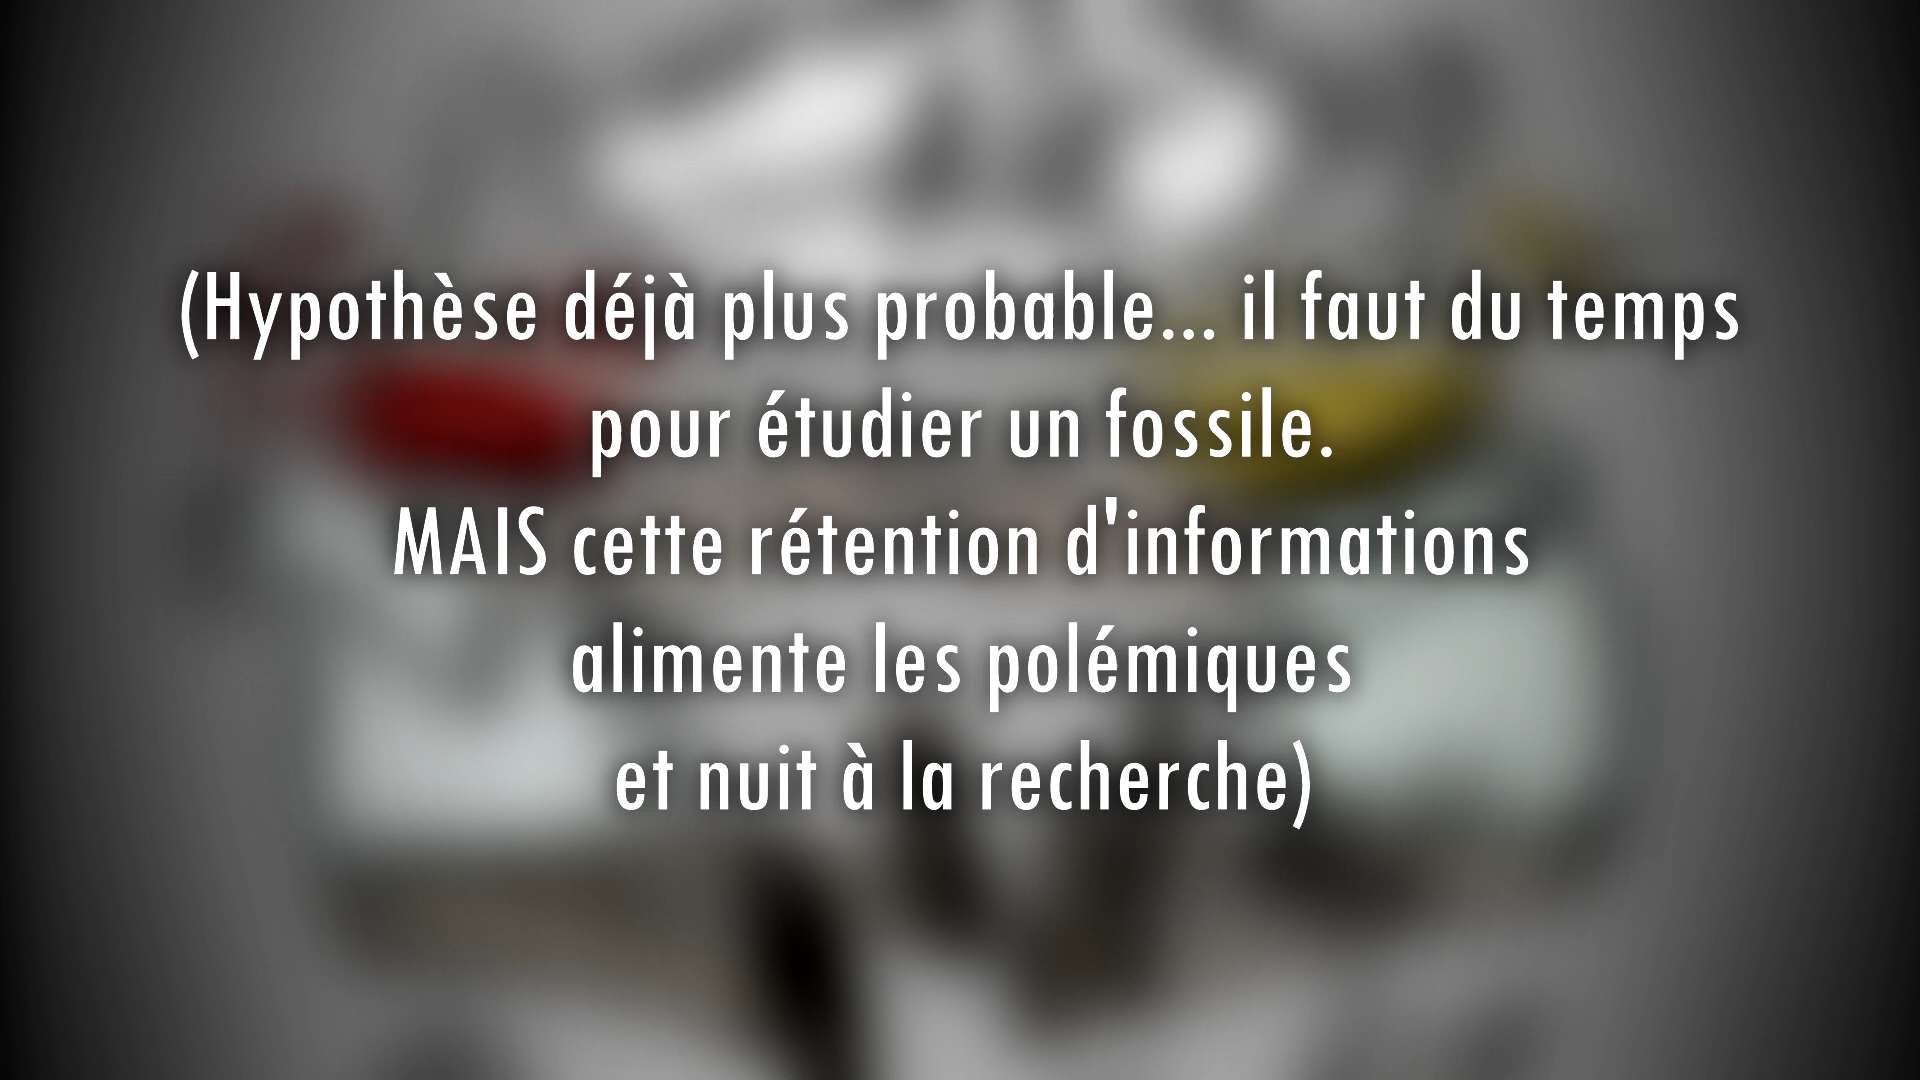 (Hypothèse déjà plus probable... il faut du temps
pour étudier un fossile.
MAIS cette rétention d'informations
alimente les polémiques
et nuit à la recherche)